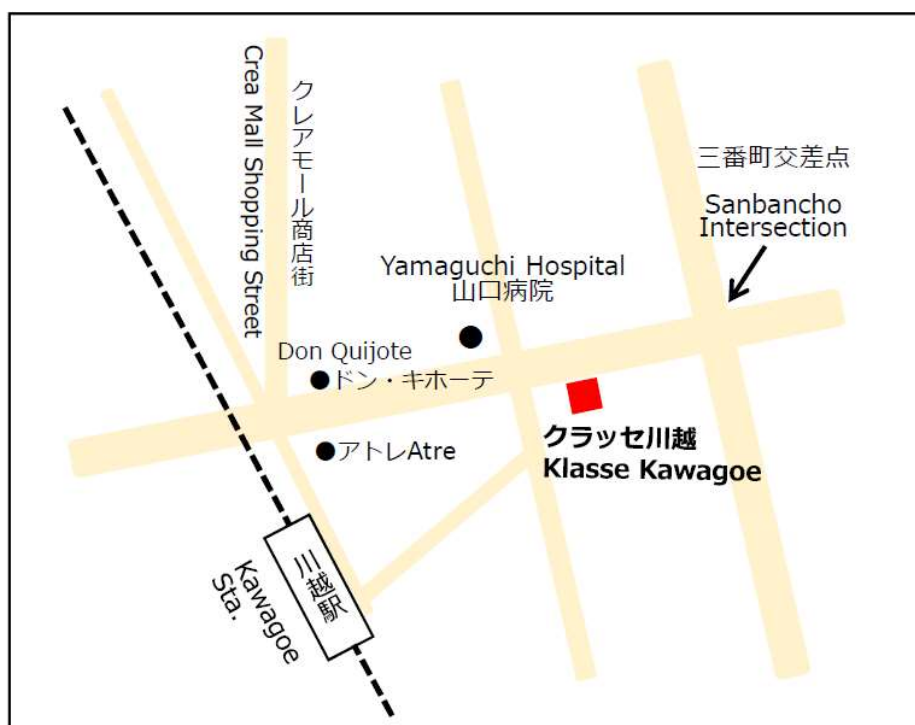 クレアモール商店街
Crea Mall Shopping Street
三番町交差点
Sanbancho
Intersection
Yamaguchi Hospital
山口病院
Don Quijote
ドン・キホーテ
アトレAtre
クラッセ川越
Klasse Kawagoe
川越駅
Kawagoe
Sta.